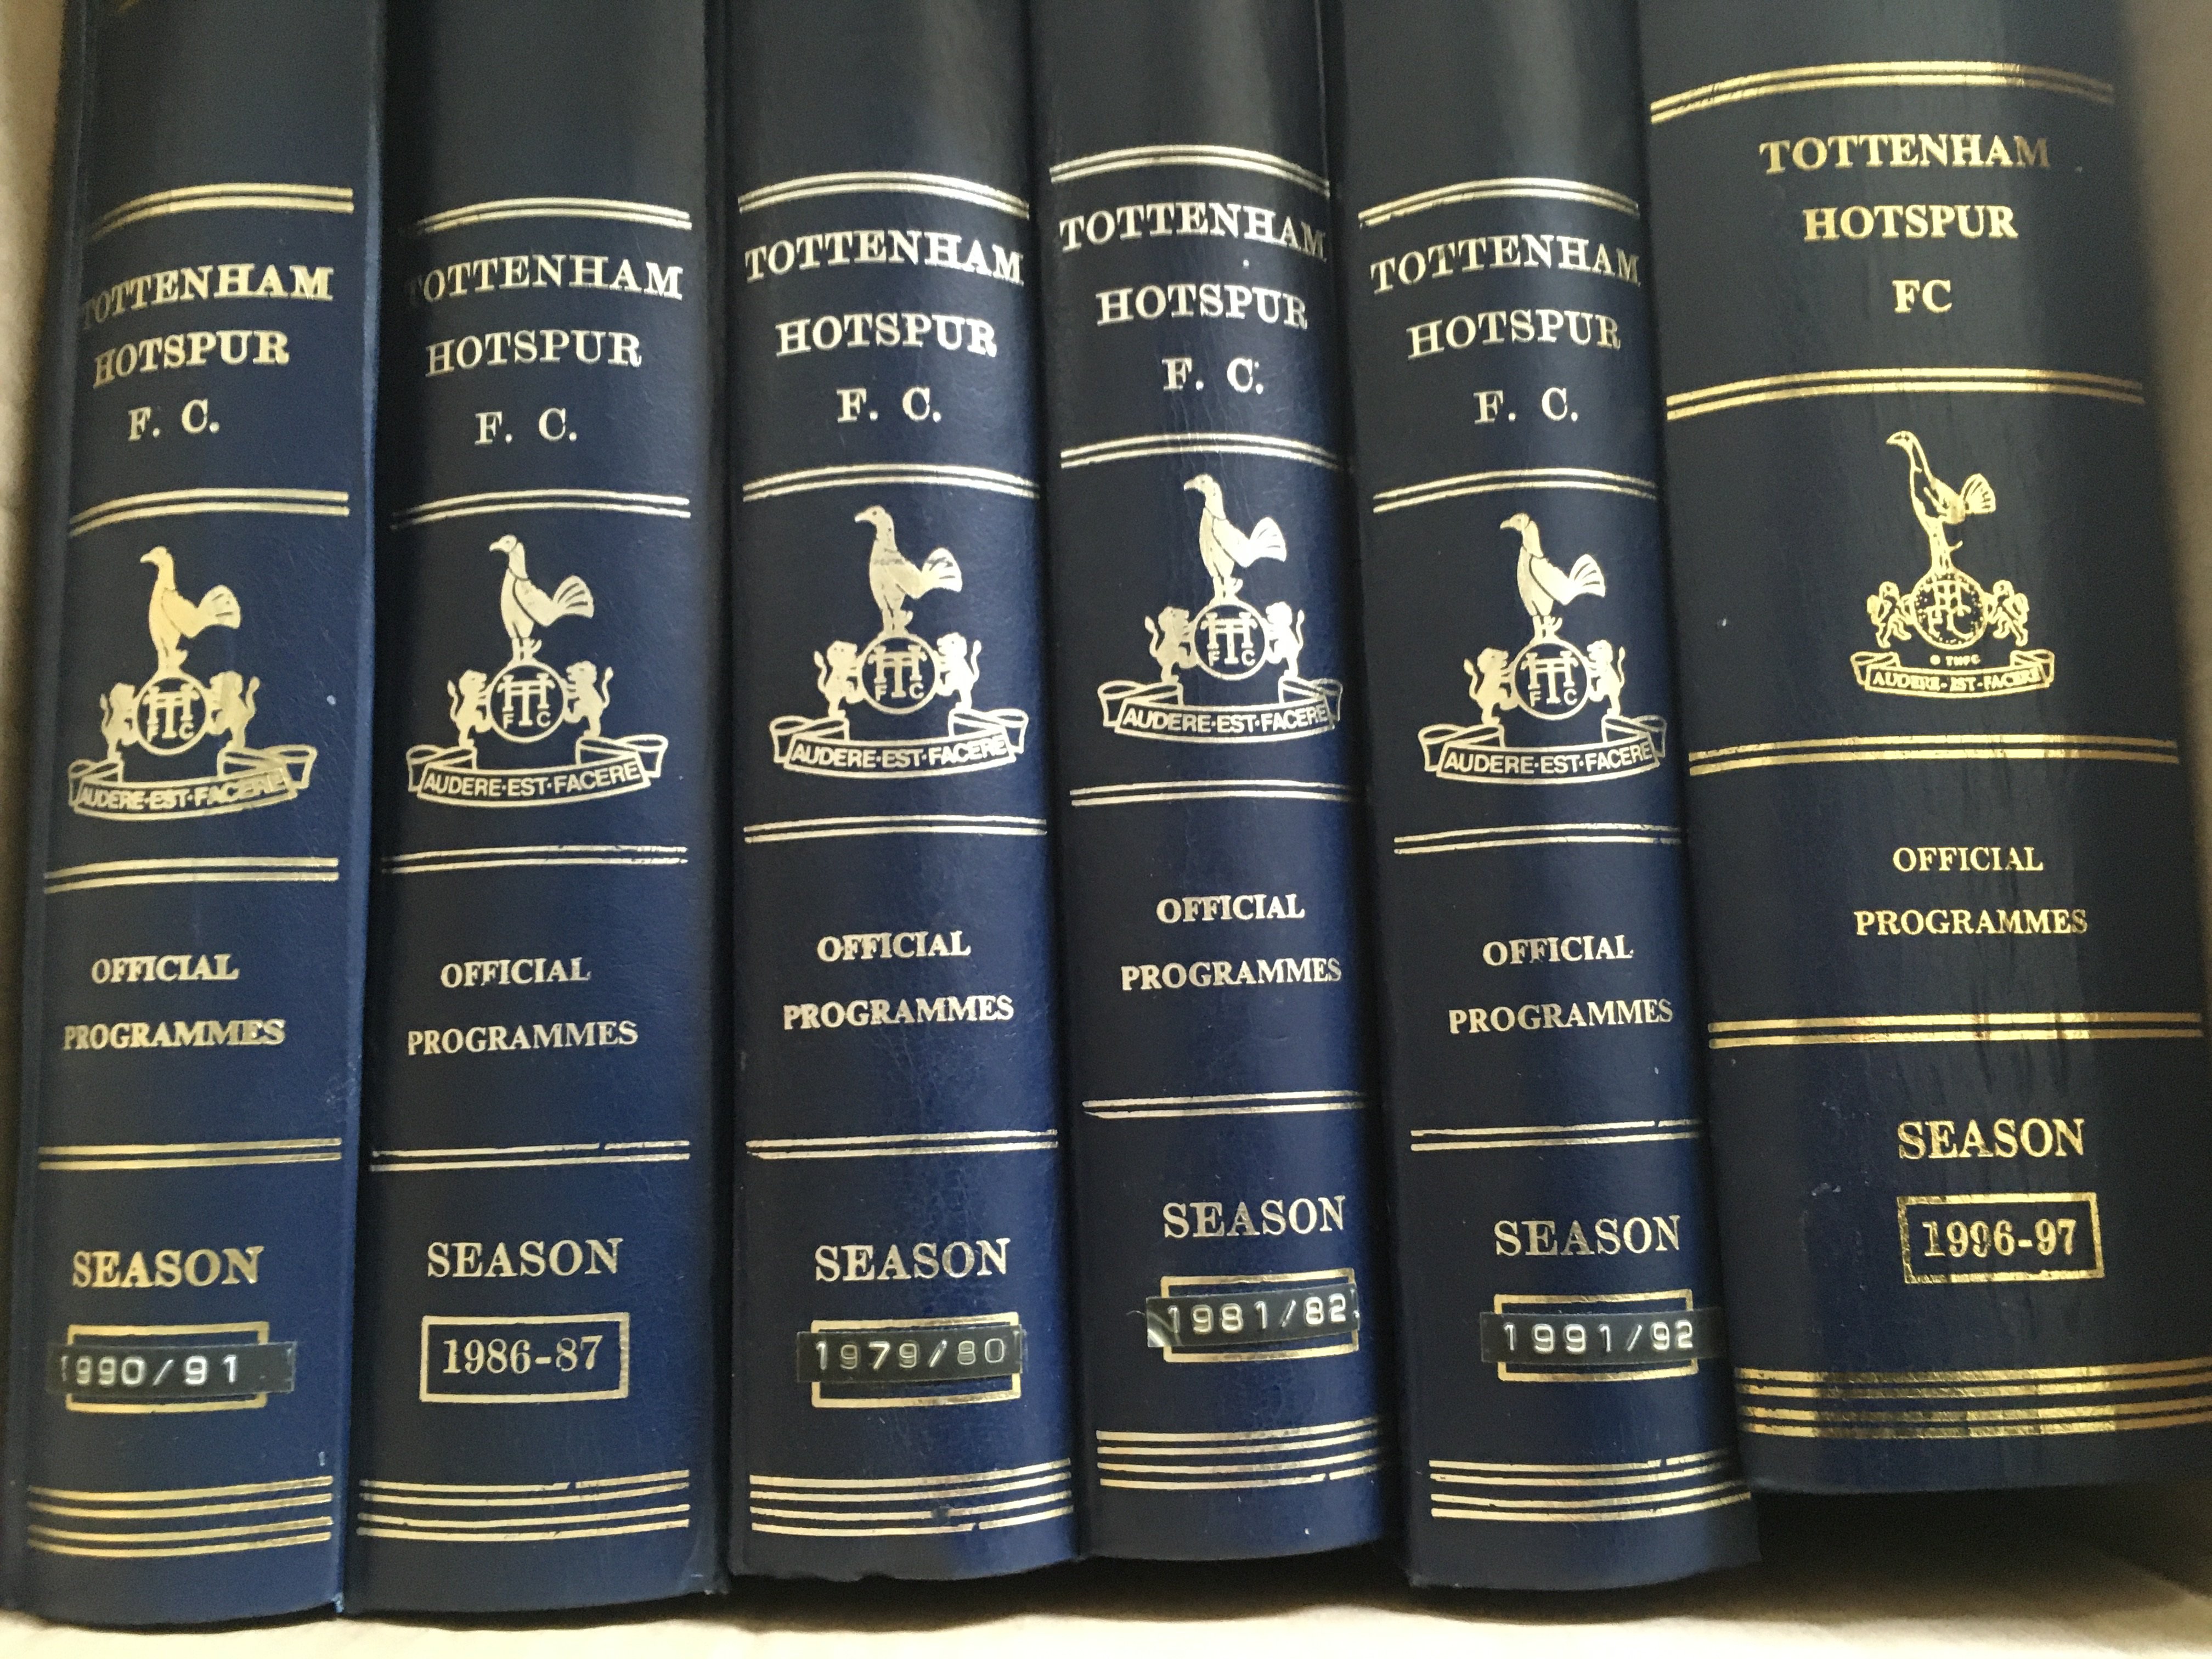 TOTTENHAM
HOTSPUR
F. C.
AUDERE·EST·FACERE
OFFICIAL
PROGRAMMES
SEASON
1990/91
TOTTENHAM
HOTSPUR
F. C.
F C
AUDERE·EST·FACERE
OFFICIAL
PROGRAMMES
SEASON
1986-87
TOTTENHAM
HOTSPUR
F. C.
F C
AUDERE·EST·FACERE
OFFICIAL
PROGRAMMES
SEASON
1979/80
TOTTENHAM
HOTSPUR
F. C.
F C
AUDERE·EST·FACERE
OFFICIAL
PROGRAMMES
SEASON
1981/82
TOTTENHAM
HOTSPUR
F. C.
F C
AUDERE·EST·FACERE
OFFICIAL
PROGRAMMES
SEASON
1991/92
TOTTENHAM
HOTSPUR
FC
© THFC
AUDERE·EST·FACERE
OFFICIAL
PROGRAMMES
SEASON
1996-97